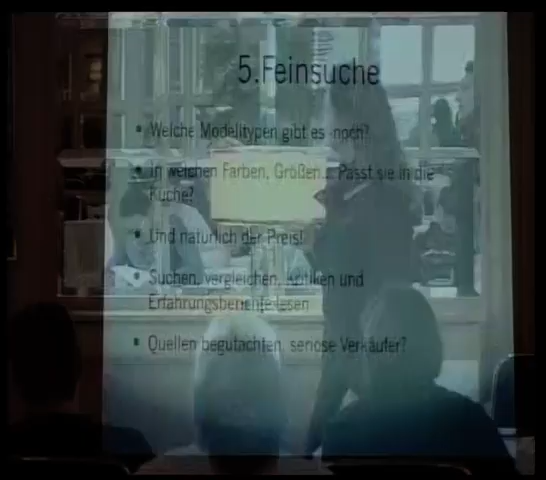 5.Feinsuche
Welche Modelltypen gibt es noch?
In welchen Farben, Größen... Passt sie in die
Küche?
Und natürlich der Preis!
Suchen, vergleichen, Kritiken und
Erfahrungsberichte lesen
Quellen begutachten, seriöse Verkäufer?